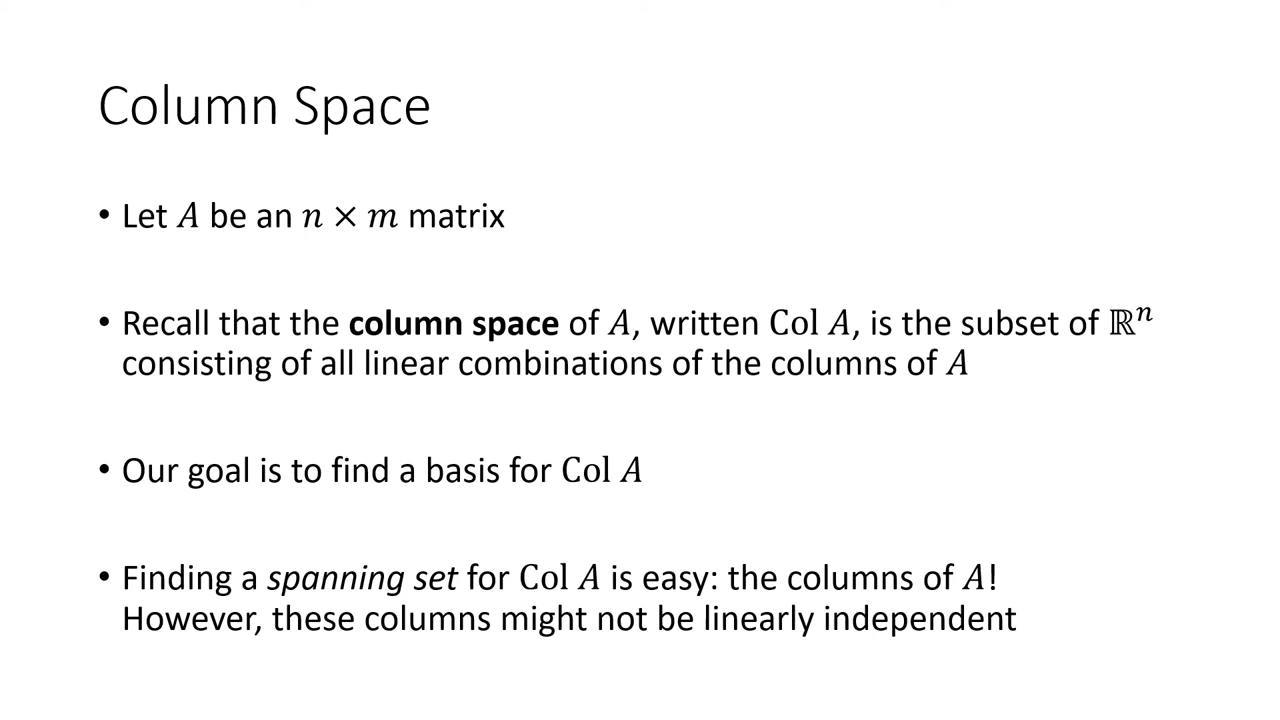 Column Space
• Let 𝐴 be an 𝑛 × 𝑚 matrix
• Recall that the column space of 𝐴, written Col 𝐴, is the subset of ℝⁿ
consisting of all linear combinations of the columns of 𝐴
• Our goal is to find a basis for Col 𝐴
• Finding a spanning set for Col 𝐴 is easy: the columns of 𝐴!
However, these columns might not be linearly independent